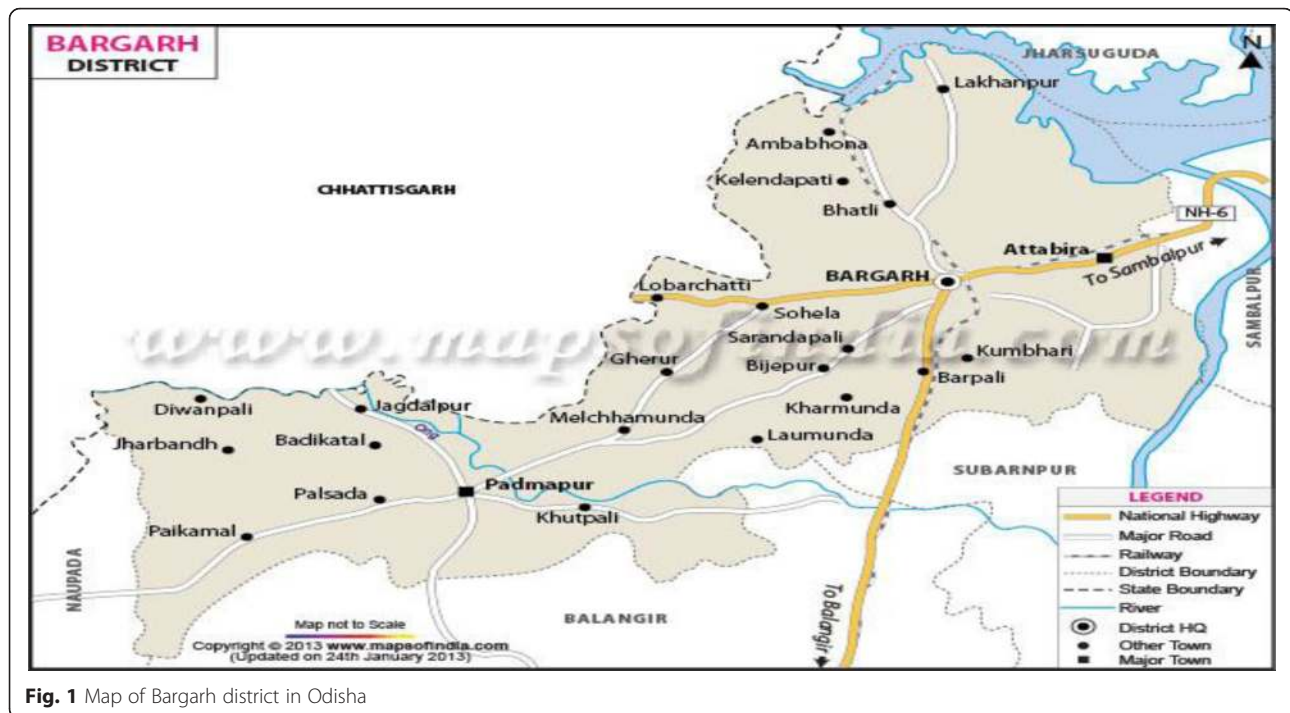 BARGARH
DISTRICT
JHARSUGUDA
N
Lakhanpur
Ambabhona
CHHATTISGARH
Kelendapati
Bhatli
NH-6
Attabira
To Sambalpur
BARGARH
SAMBALPUR
Lobarchatti
Sohela
www.mapsofindia.com
Sarandapali
Gherur
Kumbhari
Bijepur
Barpali
Diwanpali
Jagdalpur
Kharmunda
Melchhamunda
Ong
Jharbandh
Badikatal
Laumunda
SUBARNPUR
Padmapur
Palsada
Khutpali
Paikamal
NAUPADA
BALANGIR
To Balangir
LEGEND
National Highway
Major Road
Railway
District Boundary
State Boundary
River
District HQ
Other Town
Major Town
Map not to Scale
Copyright © 2013 www.mapsofindia.com
(Updated on 24th January 2013)
Fig. 1 Map of Bargarh district in Odisha